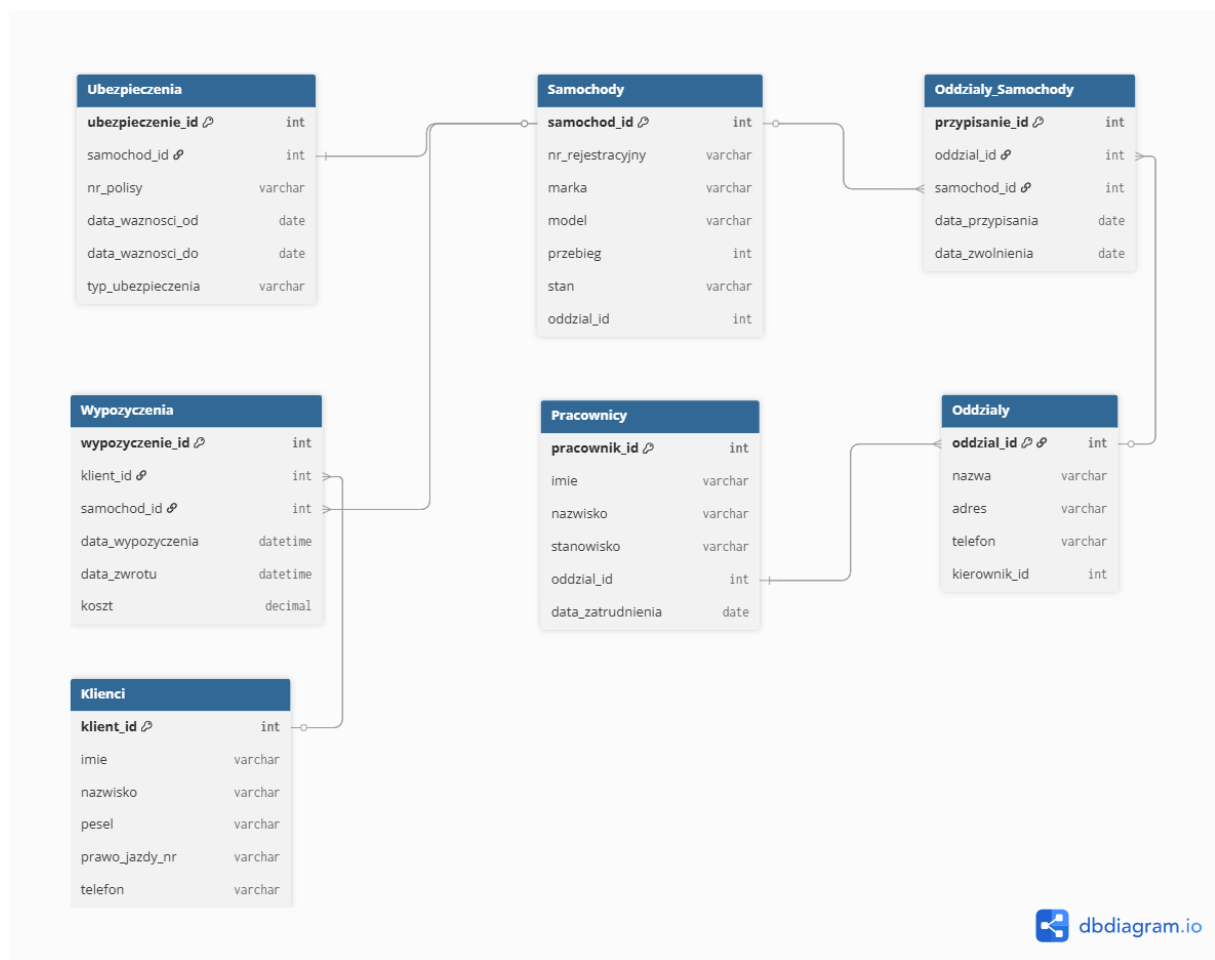 Ubezpieczenia
ubezpieczenie_id int
samochod_id int
nr_polisy varchar
data_waznosci_od date
data_waznosci_do date
typ_ubezpieczenia varchar
Samochody
samochod_id int
nr_rejestracyjny varchar
marka varchar
model varchar
przebieg int
stan varchar
oddzial_id int
Oddzialy_Samochody
przypisanie_id int
oddzial_id int
samochod_id int
data_przypisania date
data_zwolnienia date
Wypozyczenia
wypozyczenie_id int
klient_id int
samochod_id int
data_wypozyczenia datetime
data_zwrotu datetime
koszt decimal
Pracownicy
pracownik_id int
imie varchar
nazwisko varchar
stanowisko varchar
oddzial_id int
data_zatrudnienia date
Oddzialy
oddzial_id int
nazwa varchar
adres varchar
telefon varchar
kierownik_id int
Klienci
klient_id int
imie varchar
nazwisko varchar
pesel varchar
prawo_jazdy_nr varchar
telefon varchar
dbdiagram.io